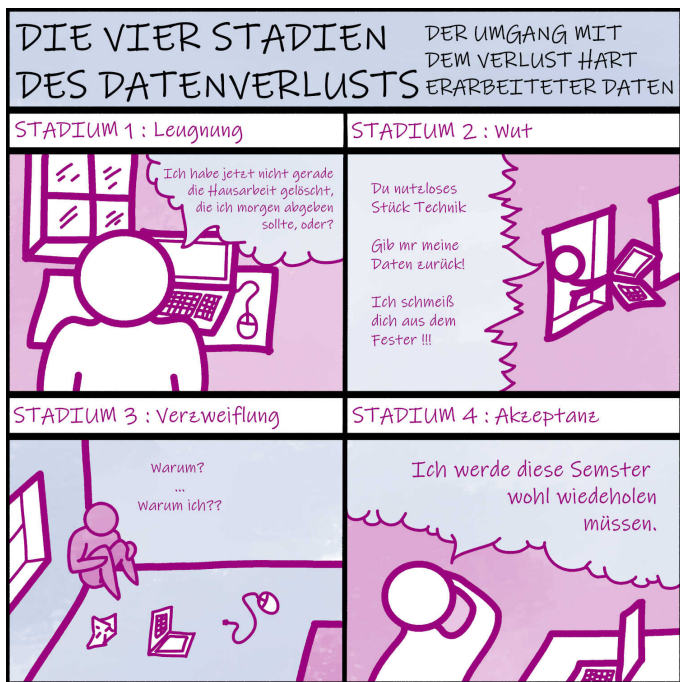 DIE VIER STADIEN
DES DATENVERLUSTS
DER UMGANG MIT
DEM VERLUST HART
ERARBEITETER DATEN
STADIUM 1 : Leugnung
Ich habe jetzt nicht gerade
die Hausarbeit gelöscht,
die ich morgen abgeben
sollte, oder?
STADIUM 2 : Wut
Du nutzloses
Stück Technik
Gib mr meine
Daten zurück!
Ich schmeiß
dich aus dem
Fester !!!
STADIUM 3 : Verzweiflung
Warum?
...
Warum ich??
STADIUM 4 : Akzeptanz
Ich werde diese Semster
wohl wiedeholen
müssen.